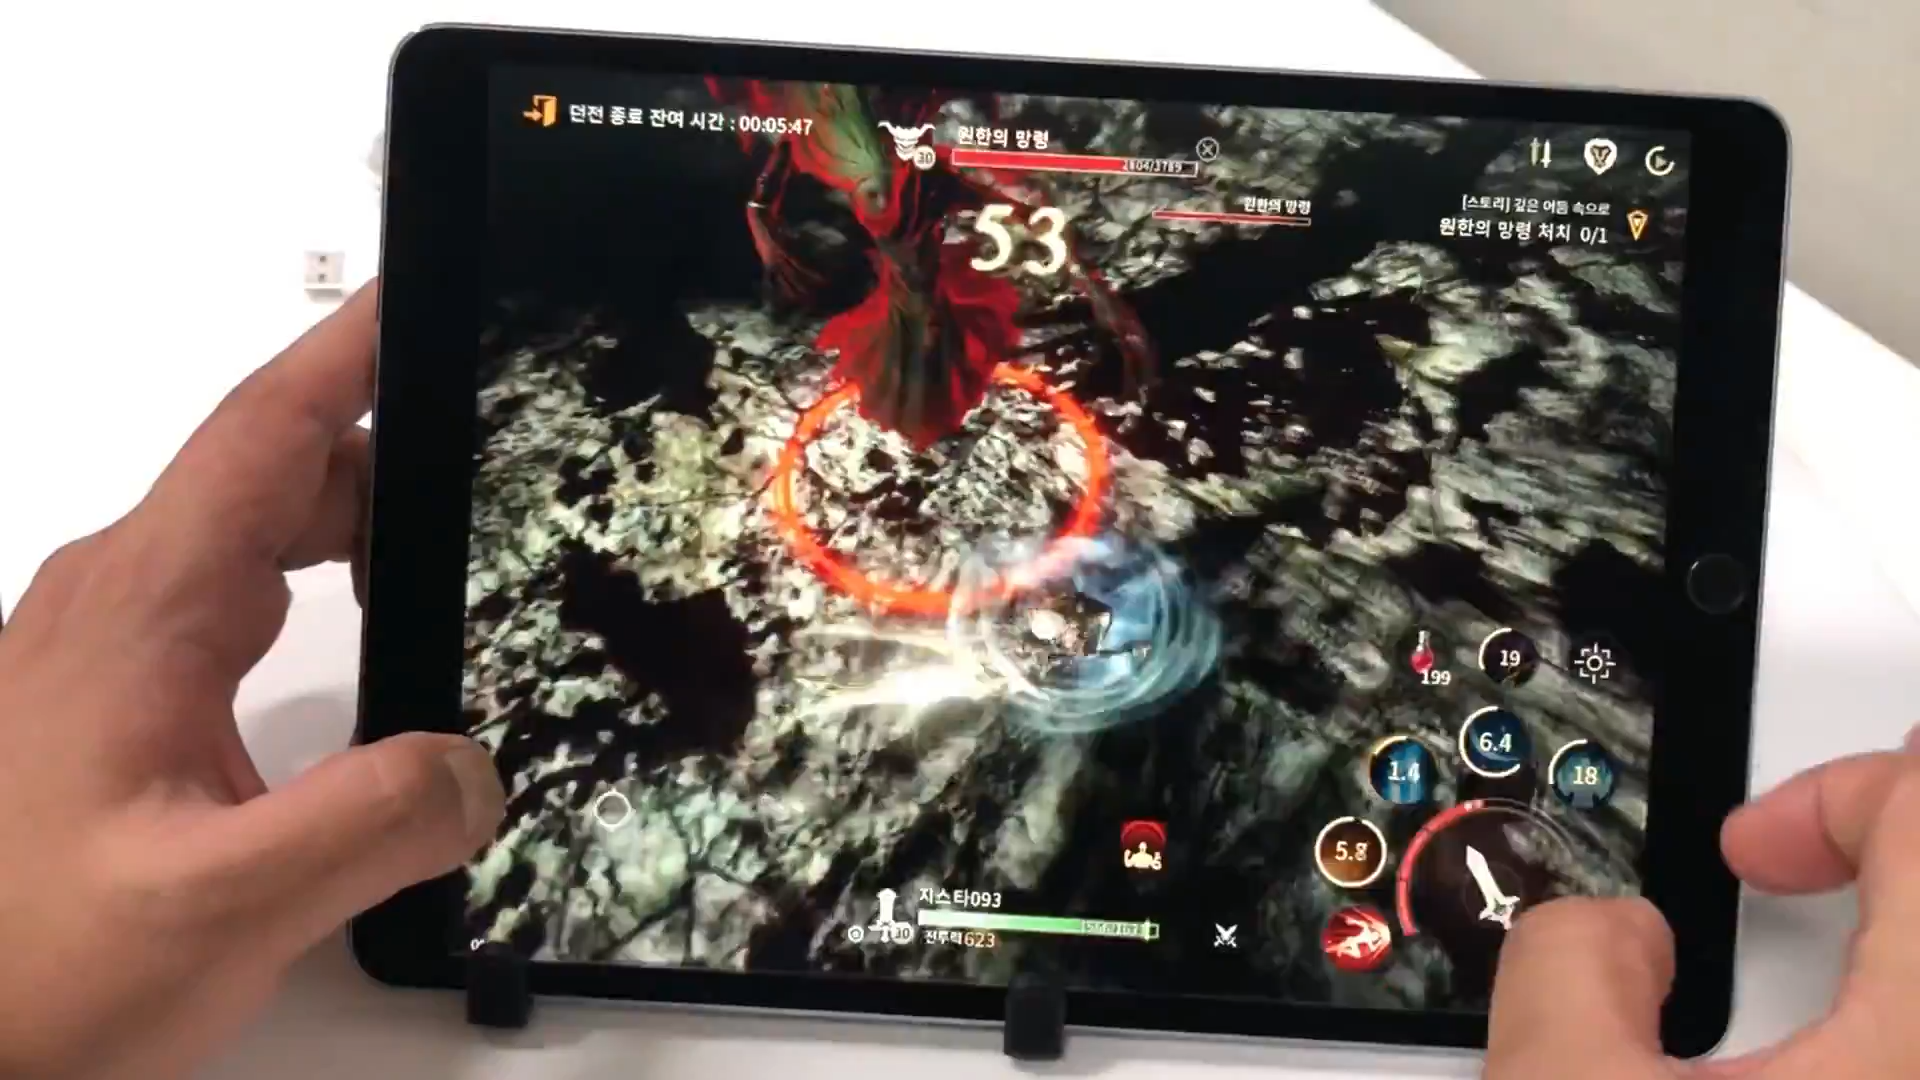 던전 종료 잔여 시간 : 00:05:47
원한의 망령
30
2804/3789
53
원한의 망령
[스토리] 깊은 어둠 속으로
원한의 망령 처치 0/1
199
19
6.4
1.4
18
5.8
지스타093
30
전투력623